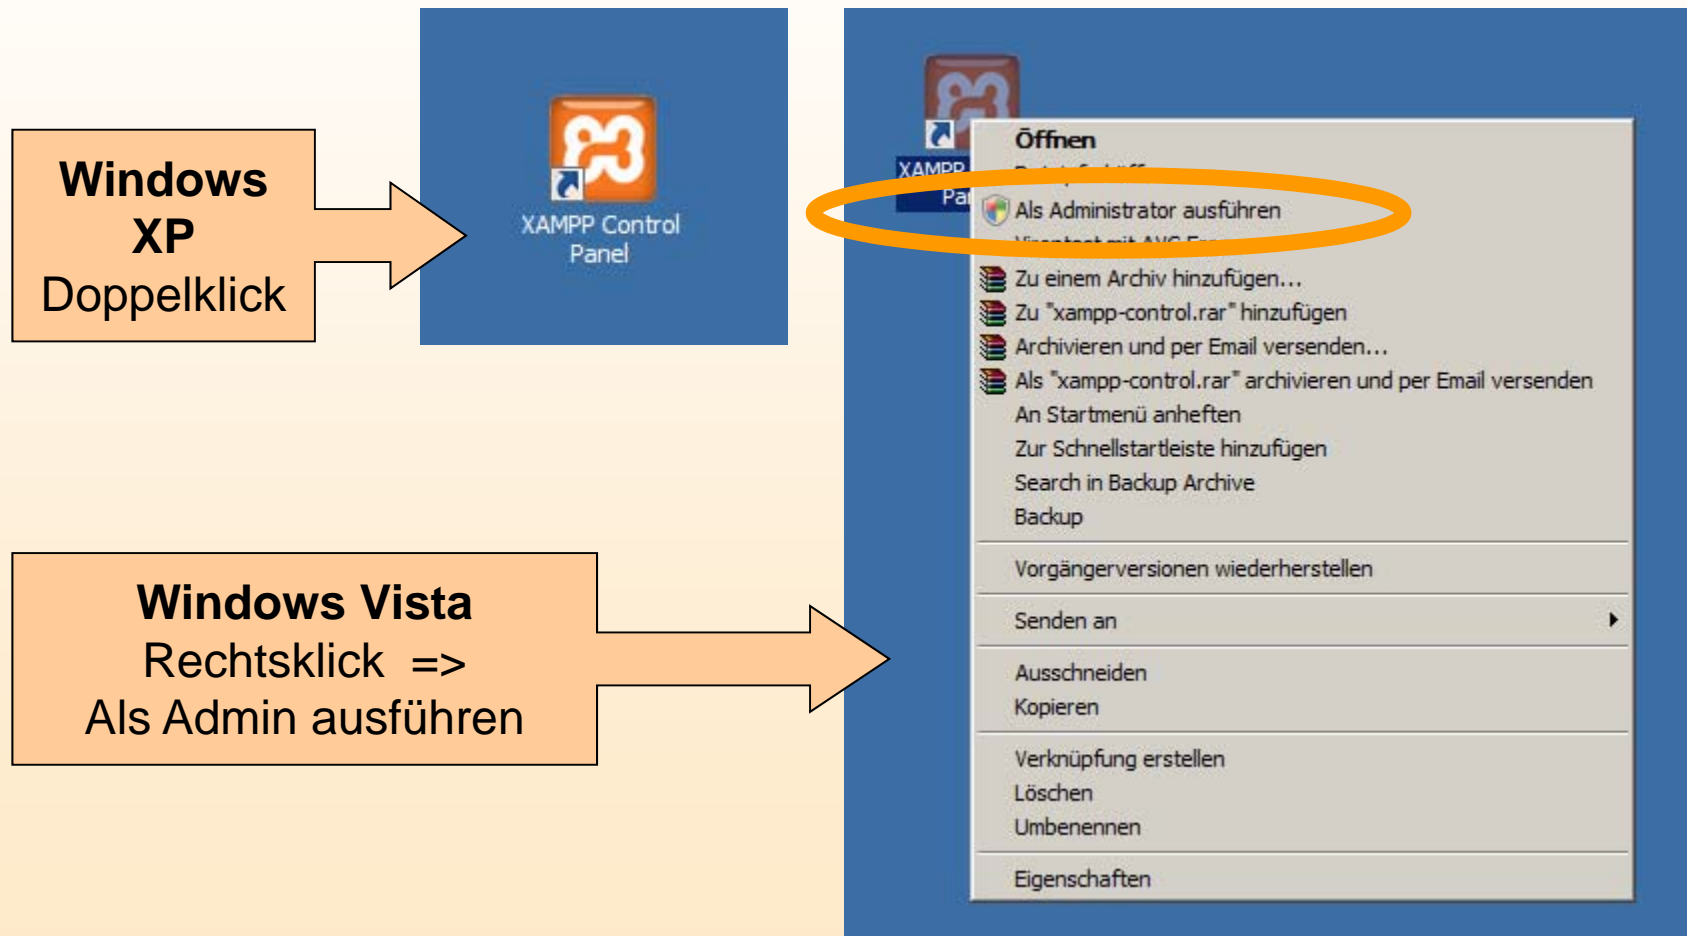 Windows
XP
Doppelklick
XAMPP Control
Panel
Windows Vista
Rechtsklick =>
Als Admin ausführen
XAMPP
Öffnen
Als Administrator ausführen
Zu einem Archiv hinzufügen...
Zu "xampp-control.rar" hinzufügen
Archivieren und per Email versenden...
Als "xampp-control.rar" archivieren und per Email versenden
An Startmenü anheften
Zur Schnellstartleiste hinzufügen
Search in Backup Archive
Backup
Vorgängerversionen wiederherstellen
Senden an
Ausschneiden
Kopieren
Verknüpfung erstellen
Löschen
Umbenennen
Eigenschaften